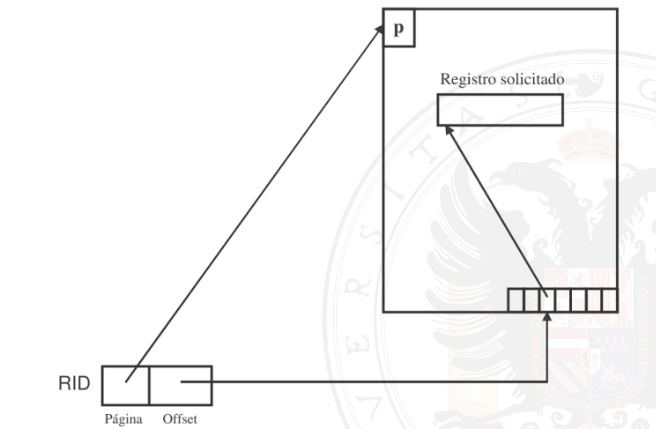 p
Registro solicitado
RID
Página Offset